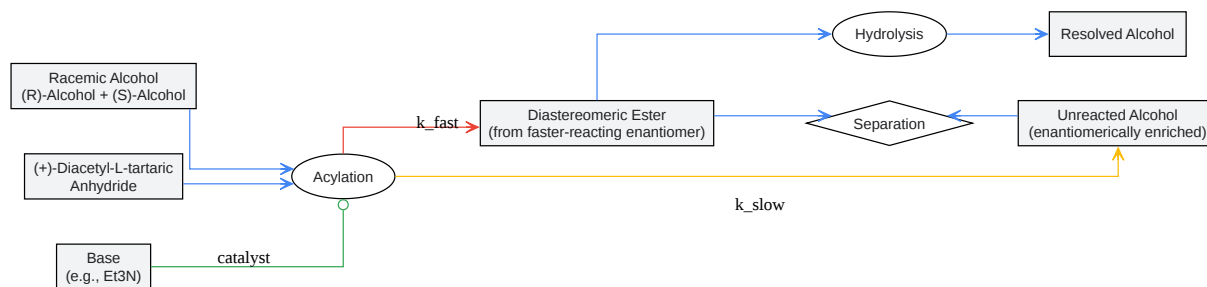 Hydrolysis
Resolved Alcohol
Racemic Alcohol
(R)-Alcohol + (S)-Alcohol
k_fast
Diastereomeric Ester
(from faster-reacting enantiomer)
Separation
Unreacted Alcohol
(enantiomerically enriched)
(+)-Diacetyl-L-tartaric
Anhydride
Acylation
k_slow
Base
(e.g., Et3N)
catalyst